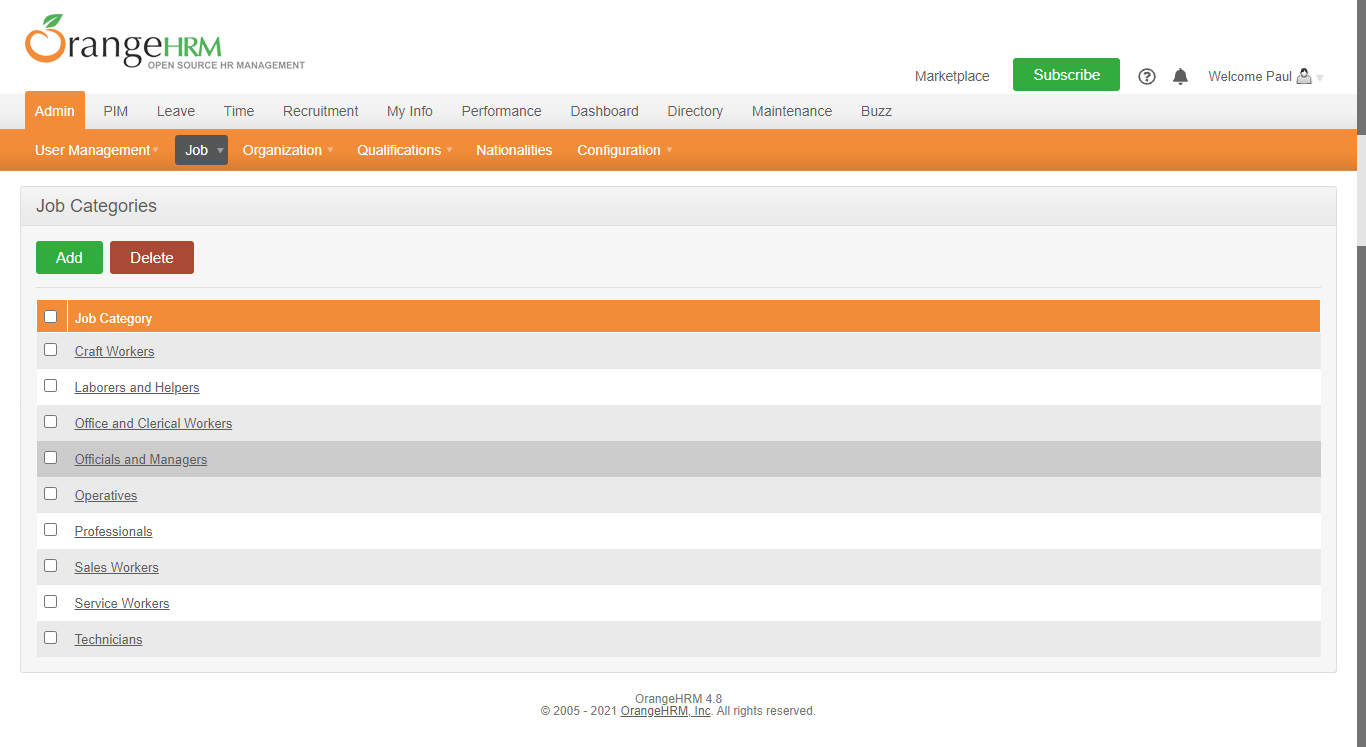 OrangeHRM
OPEN SOURCE HR MANAGEMENT
Marketplace Subscribe Welcome Paul
Admin PIM Leave Time Recruitment My Info Performance Dashboard Directory Maintenance Buzz
User Management Job Organization Qualifications Nationalities Configuration
Job Categories
Add Delete
Job Category
Craft Workers
Laborers and Helpers
Office and Clerical Workers
Officials and Managers
Operatives
Professionals
Sales Workers
Service Workers
Technicians
OrangeHRM 4.8
© 2005 - 2021 OrangeHRM, Inc. All rights reserved.